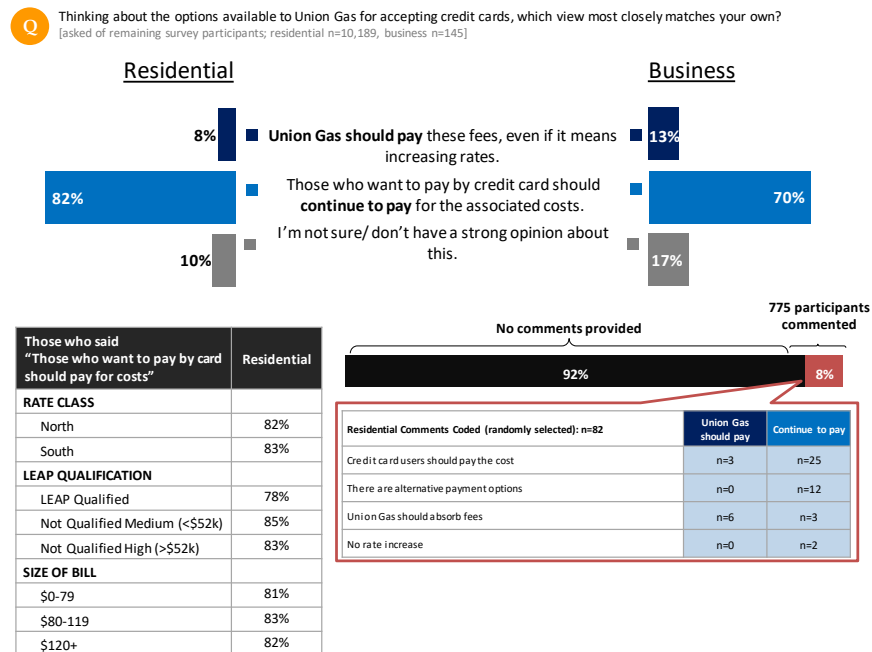 Q
Thinking about the options available to Union Gas for accepting credit cards, which view most closely matches your own?
[asked of remaining survey participants; residential n=10,189, business n=145]
Residential
Business
8%
Union Gas should pay these fees, even if it means
increasing rates.
13%
82%
Those who want to pay by credit card should
continue to pay for the associated costs.
70%
10%
I'm not sure/ don't have a strong opinion about
this.
17%
Those who said
"Those who want to pay by card
should pay for costs"
Residential
RATE CLASS
North 82%
South 83%
LEAP QUALIFICATION
LEAP Qualified 78%
Not Qualified Medium (<$52k) 85%
Not Qualified High (>$52k) 83%
SIZE OF BILL
$0-79 81%
$80-119 83%
$120+ 82%
No comments provided
775 participants
commented
92%
8%
Residential Comments Coded (randomly selected): n=82
Union Gas
should pay
Continue to pay
Credit card users should pay the cost n=3 n=25
There are alternative payment options n=0 n=12
Union Gas should absorb fees n=6 n=3
No rate increase n=0 n=2